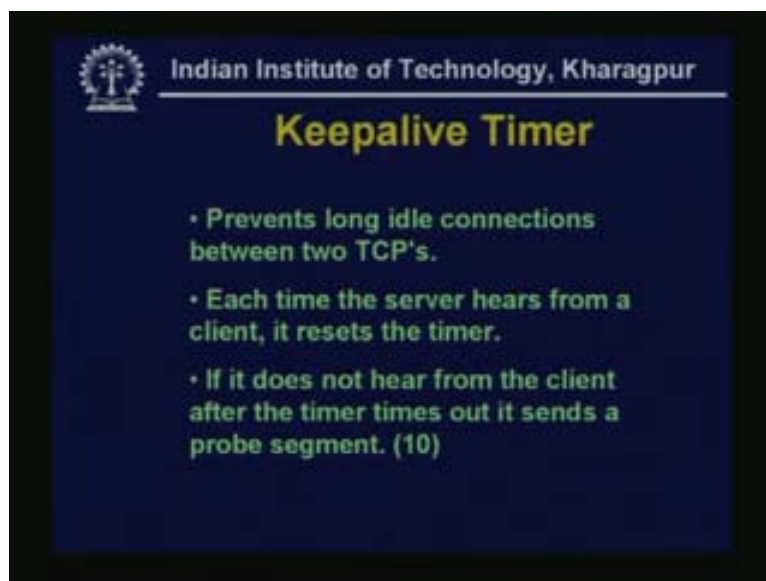 Indian Institute of Technology, Kharagpur
Keepalive Timer
• Prevents long idle connections
between two TCP's.
• Each time the server hears from a
client, it resets the timer.
• If it does not hear from the client
after the timer times out it sends a
probe segment. (10)